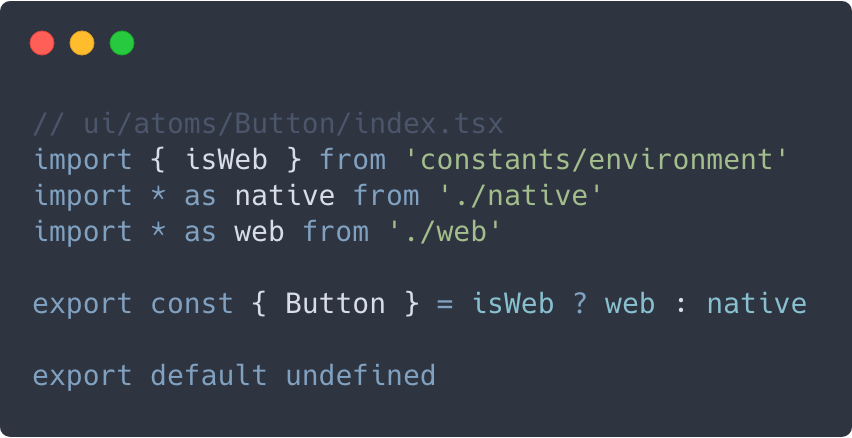 // ui/atoms/Button/index.tsx
import { isWeb } from 'constants/environment'
import * as native from './native'
import * as web from './web'
export const { Button } = isWeb ? web : native
export default undefined